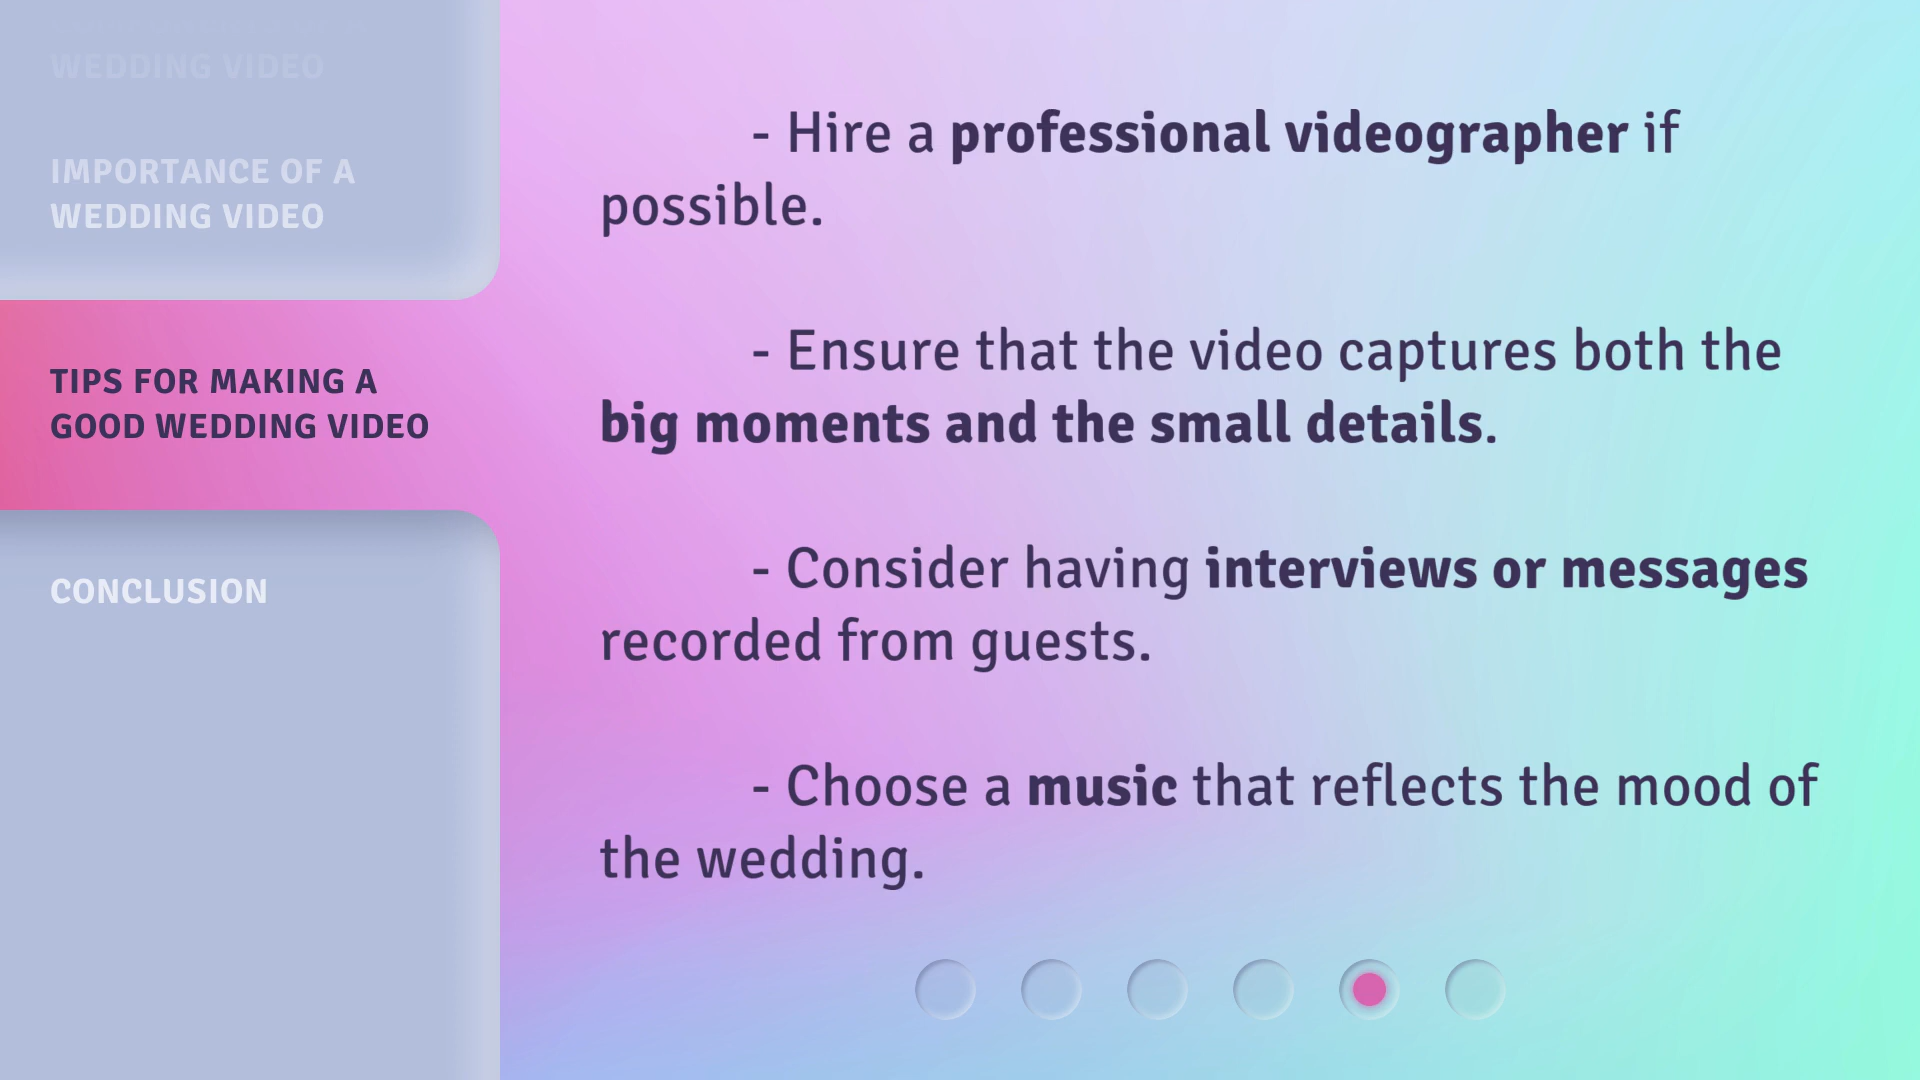 WEDDING VIDEO
IMPORTANCE OF A
WEDDING VIDEO
TIPS FOR MAKING A
GOOD WEDDING VIDEO
CONCLUSION
- Hire a professional videographer if
possible.
- Ensure that the video captures both the
big moments and the small details.
- Consider having interviews or messages
recorded from guests.
- Choose a music that reflects the mood of
the wedding.